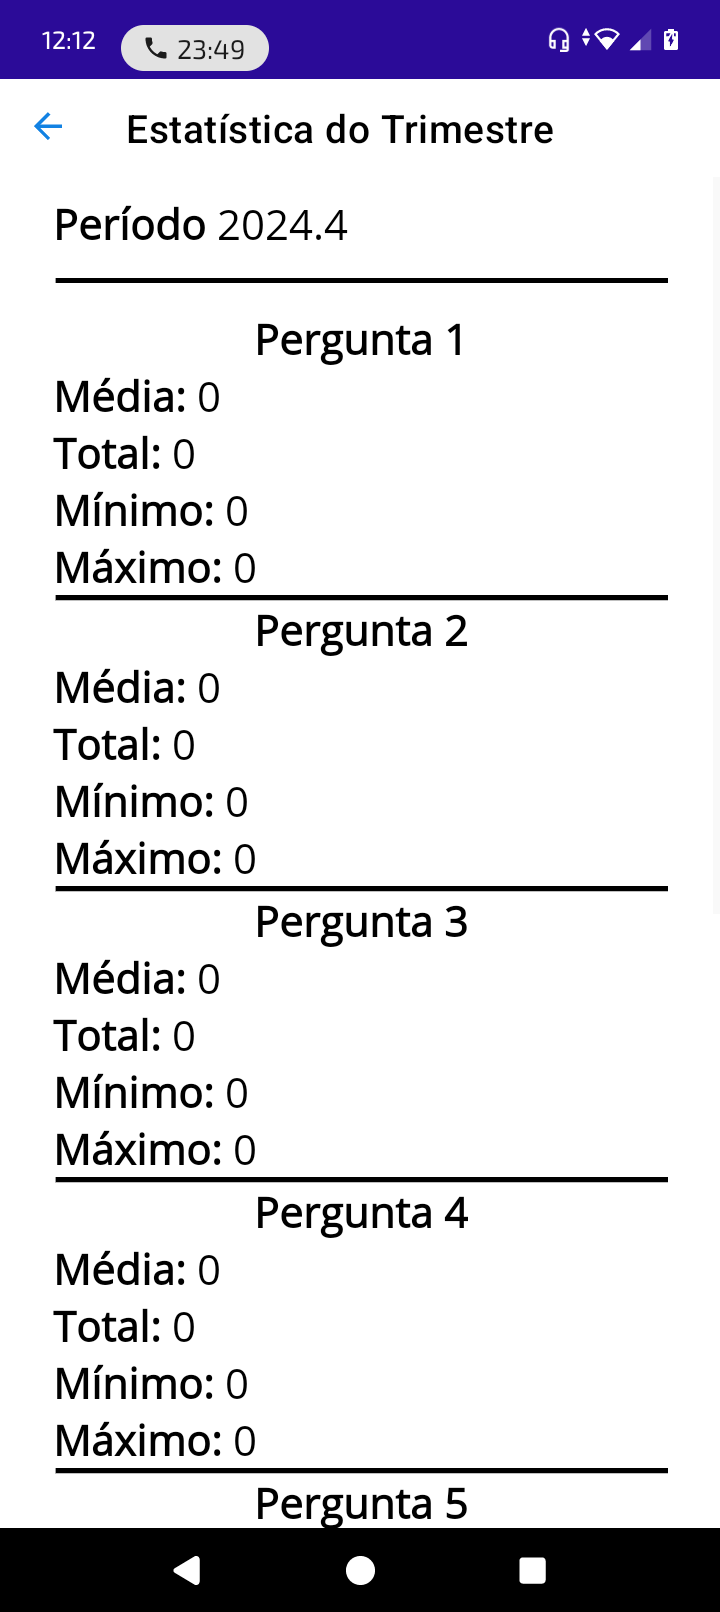 12:12 23:49
Estatística do Trimestre
Período 2024.4
Pergunta 1
Média: 0
Total: 0
Mínimo: 0
Máximo: 0
Pergunta 2
Média: 0
Total: 0
Mínimo: 0
Máximo: 0
Pergunta 3
Média: 0
Total: 0
Mínimo: 0
Máximo: 0
Pergunta 4
Média: 0
Total: 0
Mínimo: 0
Máximo: 0
Pergunta 5